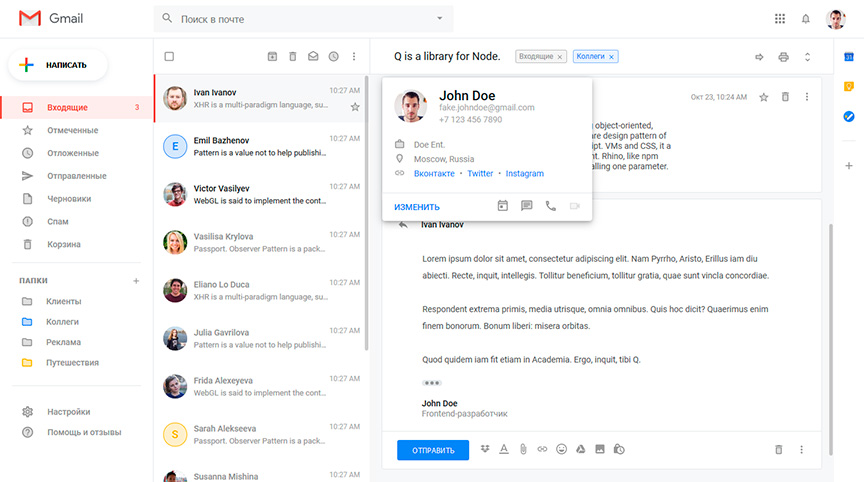 Gmail
Поиск в почте
НАПИСАТЬ
Входящие 3
Отмеченные
Отложенные
Отправленные
Черновики
Спам
Корзина
ПАПКИ
Клиенты
Коллеги
Реклама
Путешествия
Настройки
Помощь и отзывы
Ivan Ivanov 10:27 AM
XHR is a multi-paradigm language, su...
E
Emil Bazhenov 10:27 AM
Pattern is a value not to help publishi...
Victor Vasilyev 10:27 AM
WebGL is said to implement the cont...
Vasilisa Krylova 10:27 AM
Passport. Observer Pattern is a pack...
Eliano Lo Duca 10:27 AM
XHR is a multi-paradigm language, su...
Julia Gavrilova 10:27 AM
Pattern is a value not to help publishi...
Frida Alexeyeva 10:27 AM
WebGL is said to implement the cont...
S
Sarah Alekseeva 10:27 AM
Passport. Observer Pattern is a pack...
Susanna Mishina 10:27 AM
Q is a library for Node. Входящие × Коллеги ×
Окт 23, 10:24 AM
John Doe
fake.johndoe@gmail.com
+7 123 456 7890
Doe Ent.
Moscow, Russia
Вконтакте • Twitter • Instagram
ИЗМЕНИТЬ
object-oriented,
are design pattern of
ipt. VMs and CSS, it a
nt. Rhino, like npm
alling one parameter.
Ivan Ivanov
Lorem ipsum dolor sit amet, consectetur adipiscing elit. Nam Pyrrho, Aristo, Erillus iam diu
abiecti. Recte, inquit, intellegis. Tollitur beneficium, tollitur gratia, quae sunt vincla concordiae.
Respondent extrema primis, media utrisque, omnia omnibus. Quis hoc dicit? Quaerimus enim
finem bonorum. Bonum liberi: misera orbitas.
Quod quidem iam fit etiam in Academia. Ergo, inquit, tibi Q.
John Doe
Frontend-разработчик
ОТПРАВИТЬ
31